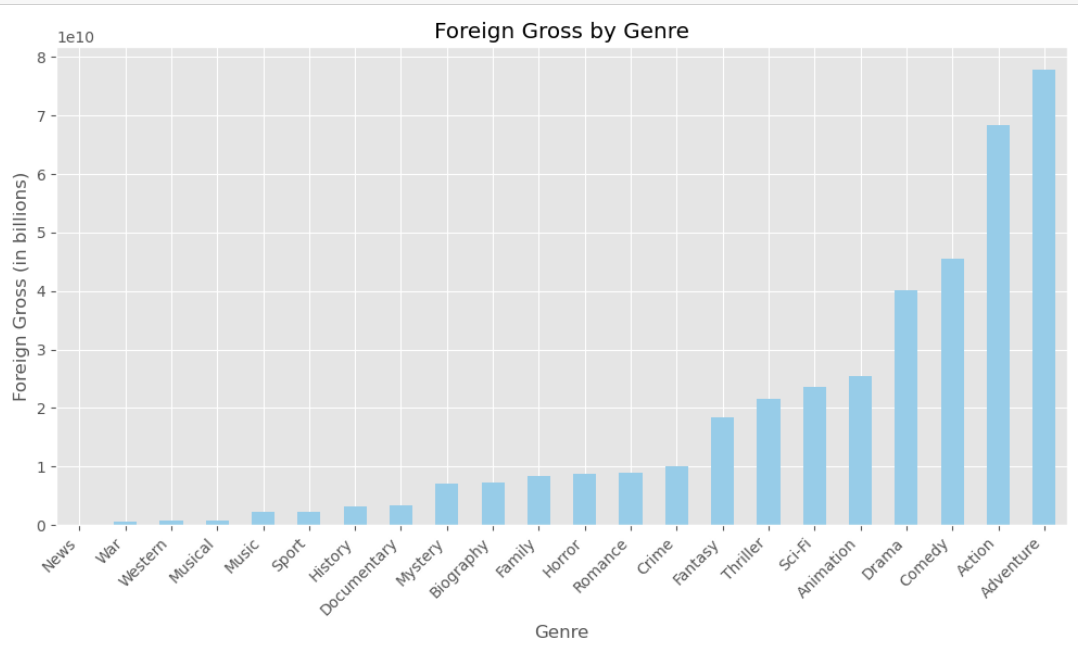 Foreign Gross by Genre
1e10
8
7
6
5
4
3
2
1
0
Foreign Gross (in billions)
News
War
Western
Musical
Music
Sport
History
Documentary
Mystery
Biography
Family
Horror
Romance
Crime
Fantasy
Thriller
Sci-Fi
Animation
Drama
Comedy
Action
Adventure
Genre